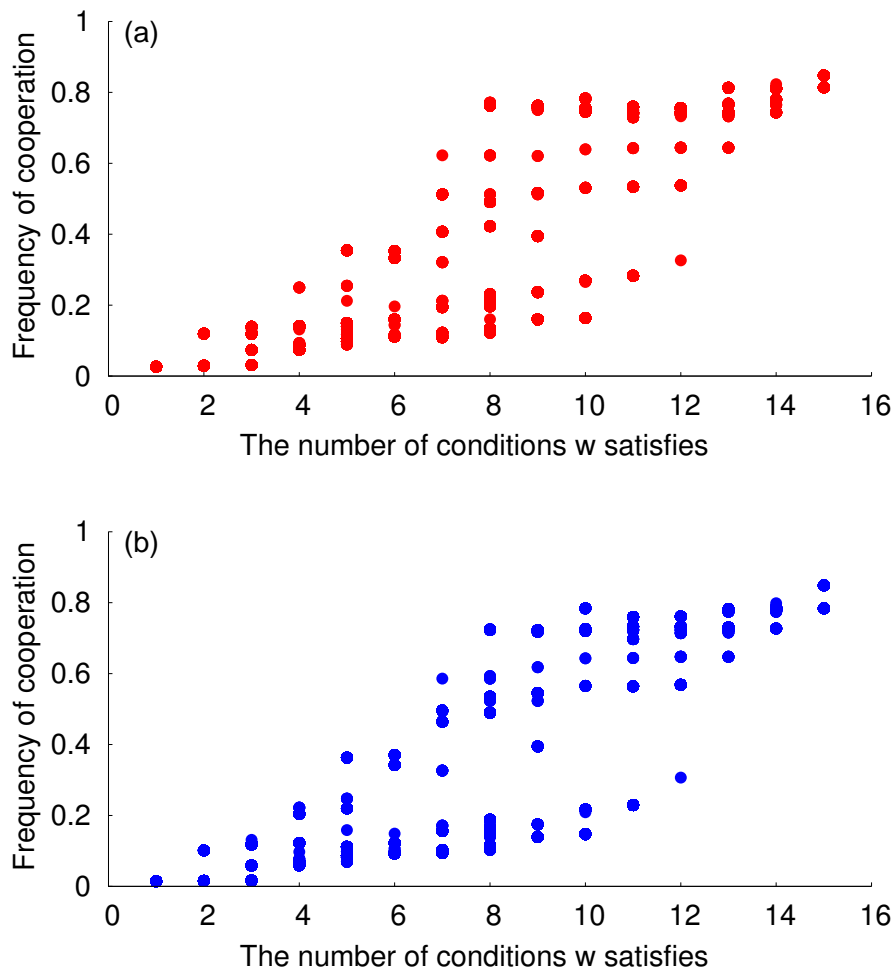 (a)
Frequency of cooperation
1
0.8
0.6
0.4
0.2
0
0 2 4 6 8 10 12 14 16
The number of conditions w satisfies
(b)
Frequency of cooperation
1
0.8
0.6
0.4
0.2
0
0 2 4 6 8 10 12 14 16
The number of conditions w satisfies